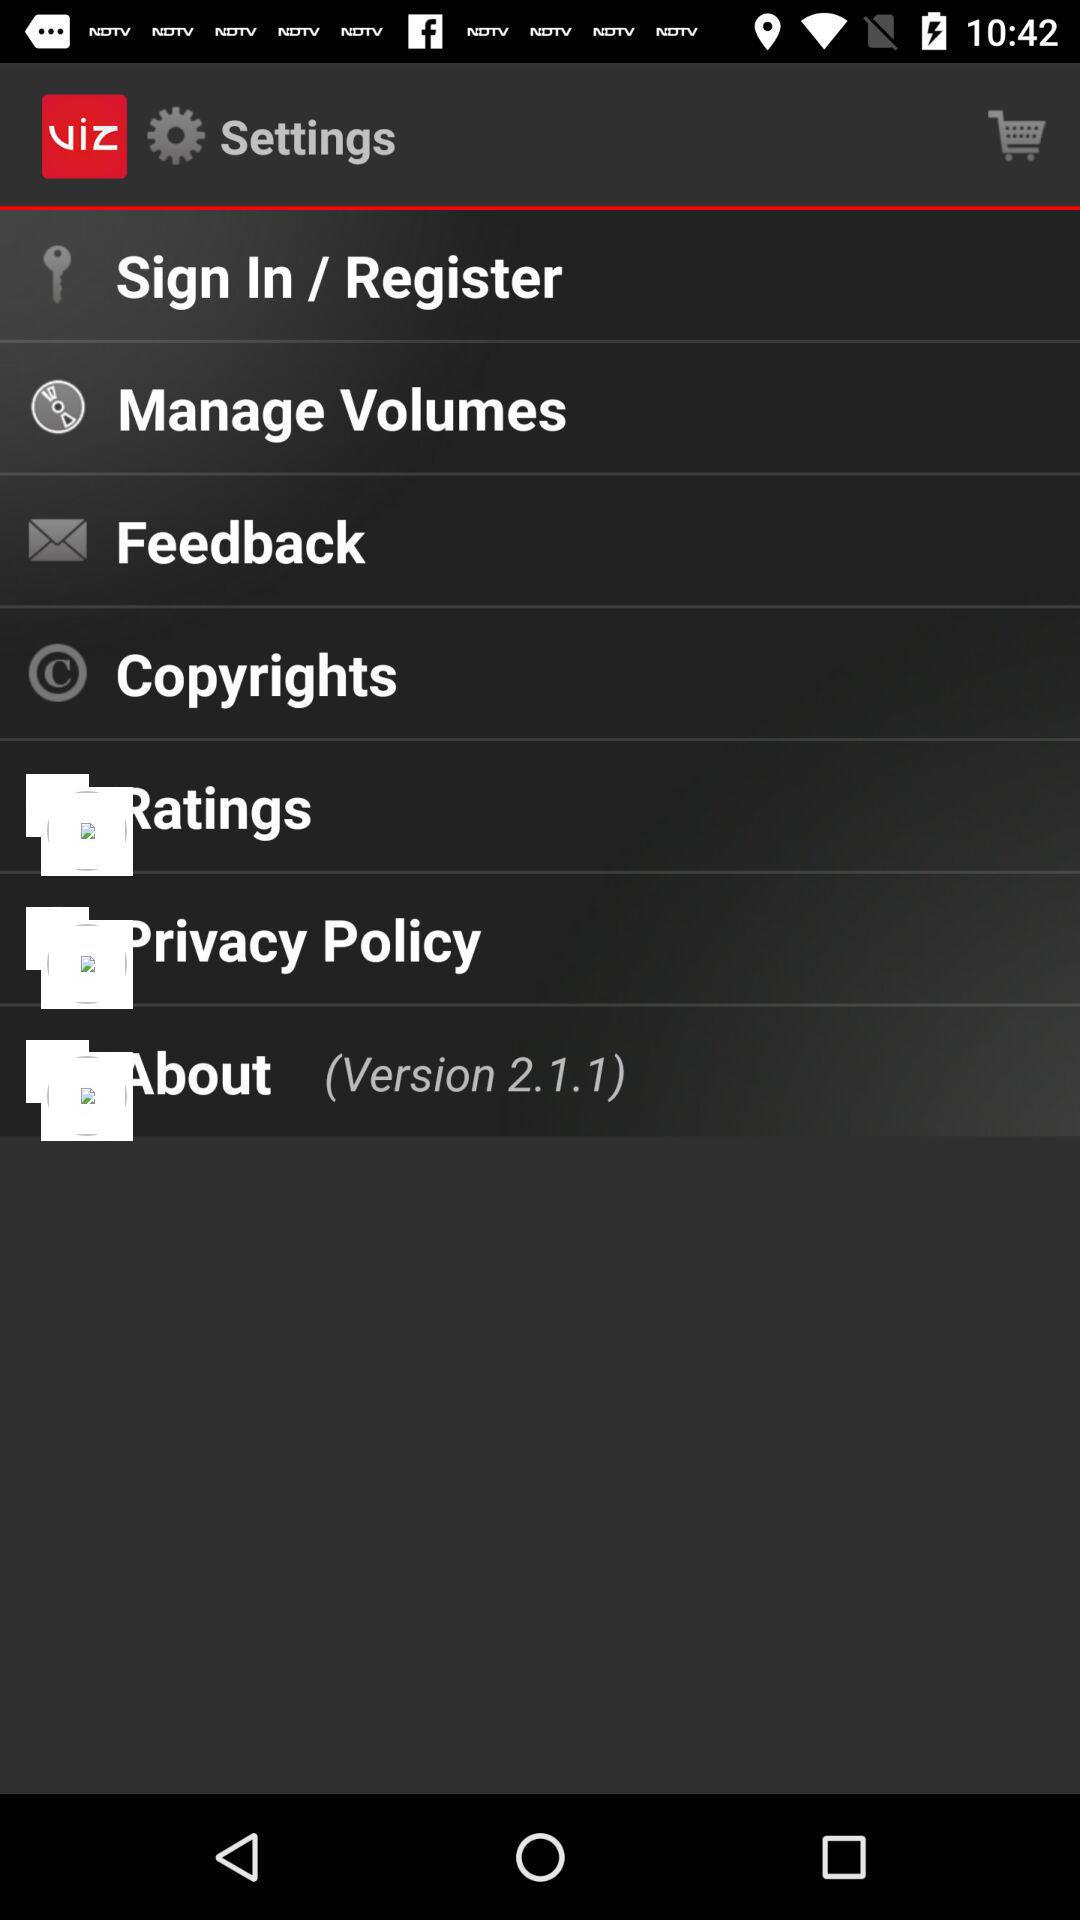 NDTV NDTV NDTV NDTV NDTV NDTV NDTV NDTV NDTV 10:42
viz Settings
Sign In / Register
Manage Volumes
Feedback
Copyrights
Ratings
Privacy Policy
About (Version 2.1.1)